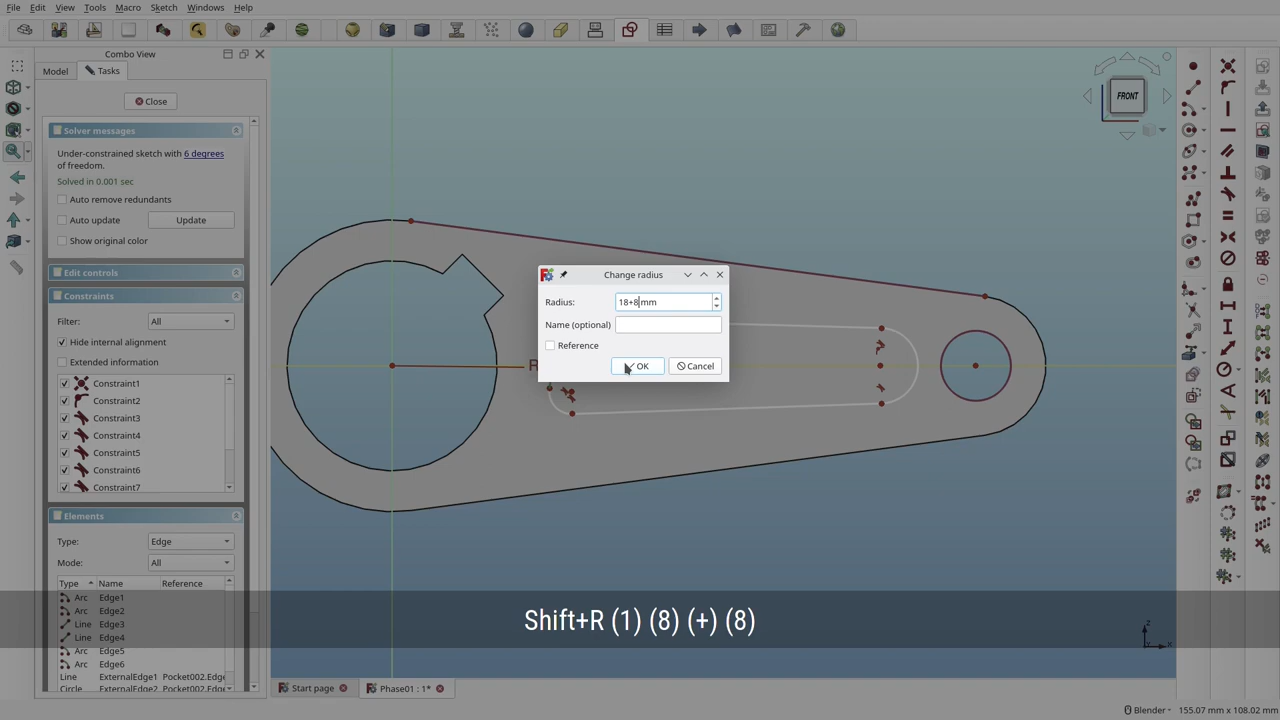 File Edit View Tools Macro Sketch Windows Help
Combo View
Model Tasks
Close
Solver messages
Under-constrained sketch with 6 degrees
of freedom.
Solved in 0.001 sec
Auto remove redundants
Auto update Update
Show original color
Edit controls
Constraints
Filter: All
Hide internal alignment
Extended information
Constraint1
Constraint2
Constraint3
Constraint4
Constraint5
Constraint6
Constraint7
Elements
Type: Edge
Mode: All
Type Name Reference
Arc Edge1
Arc Edge2
Line Edge3
Line Edge4
Arc Edge5
Arc Edge6
Line ExternalEdge1 Pocket002.Edge
Circle ExternalEdge2 Pocket002.Edge
FRONT
Change radius
Radius: 18+8 mm
Name (optional)
Reference
OK Cancel
R
Shift+R (1) (8) (+) (8)
z
x
Start page Phase01 : 1*
Blender 155.07 mm x 108.02 mm